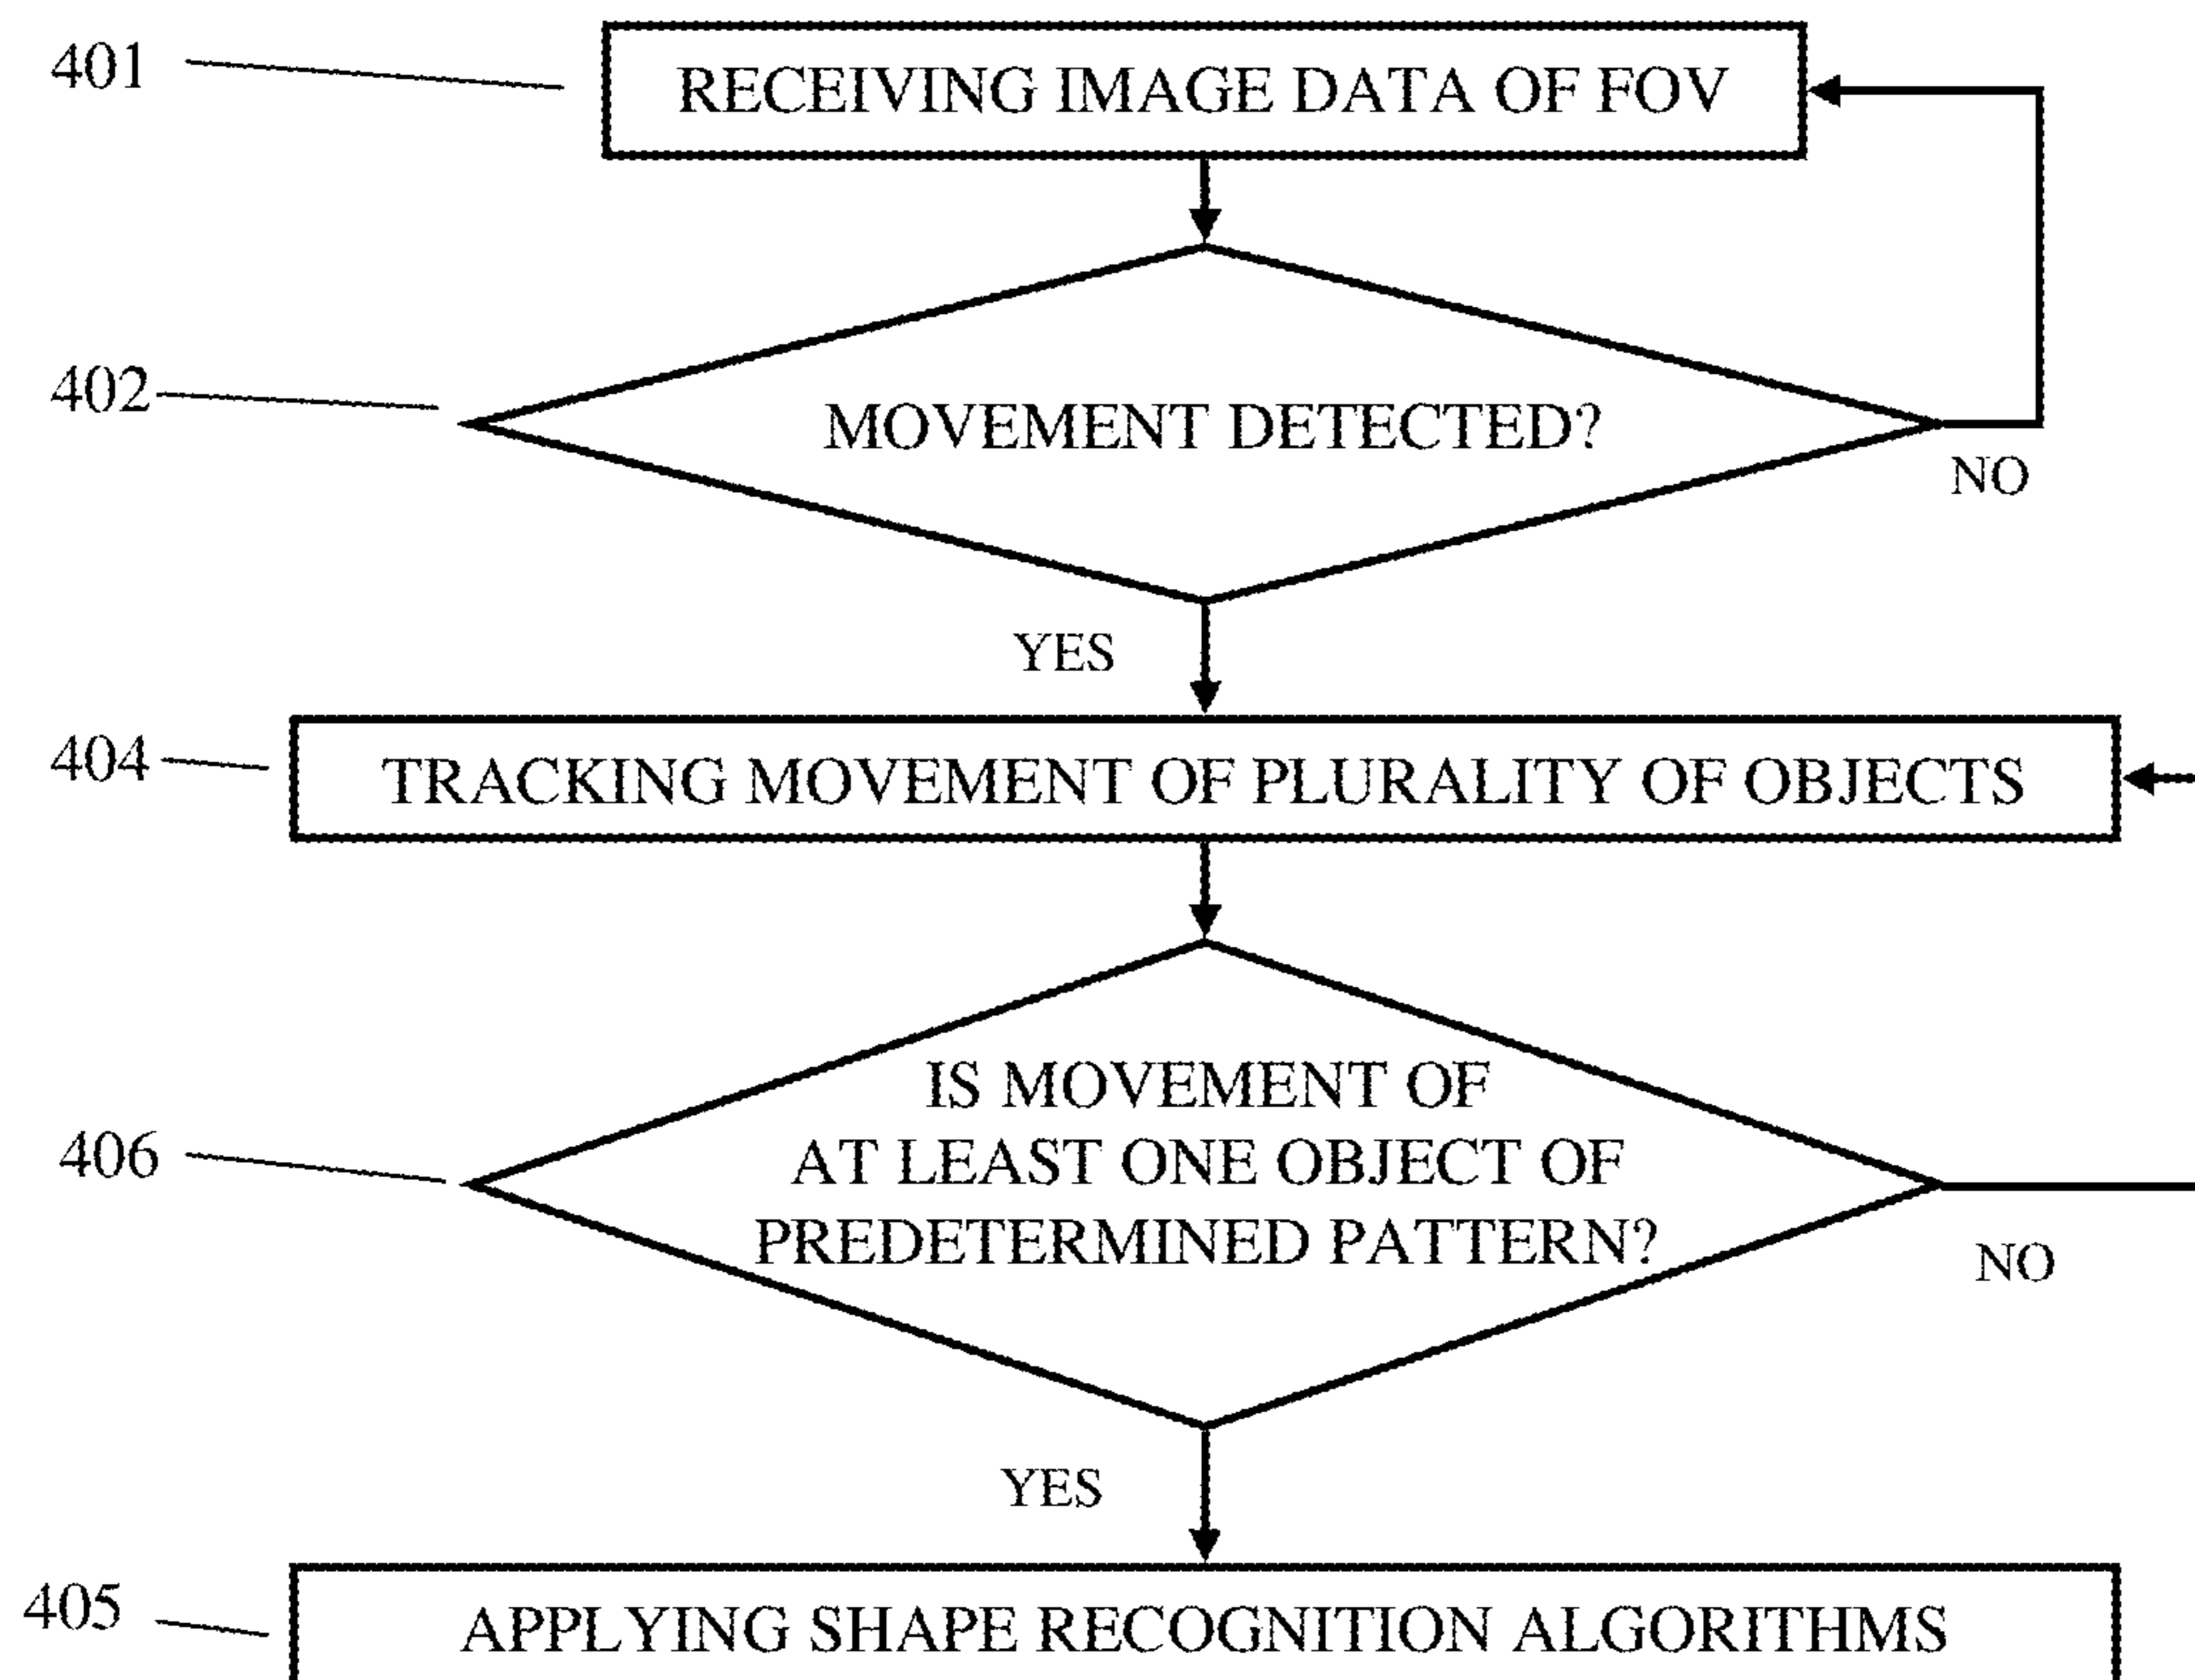 401
RECEIVING IMAGE DATA OF FOV
402
MOVEMENT DETECTED?
NO
YES
404
TRACKING MOVEMENT OF PLURALITY OF OBJECTS
IS MOVEMENT OF
406
AT LEAST ONE OBJECT OF
PREDETERMINED PATTERN?
NO
YES
405
APPLYING SHAPE RECOGNITION ALGORITHMS